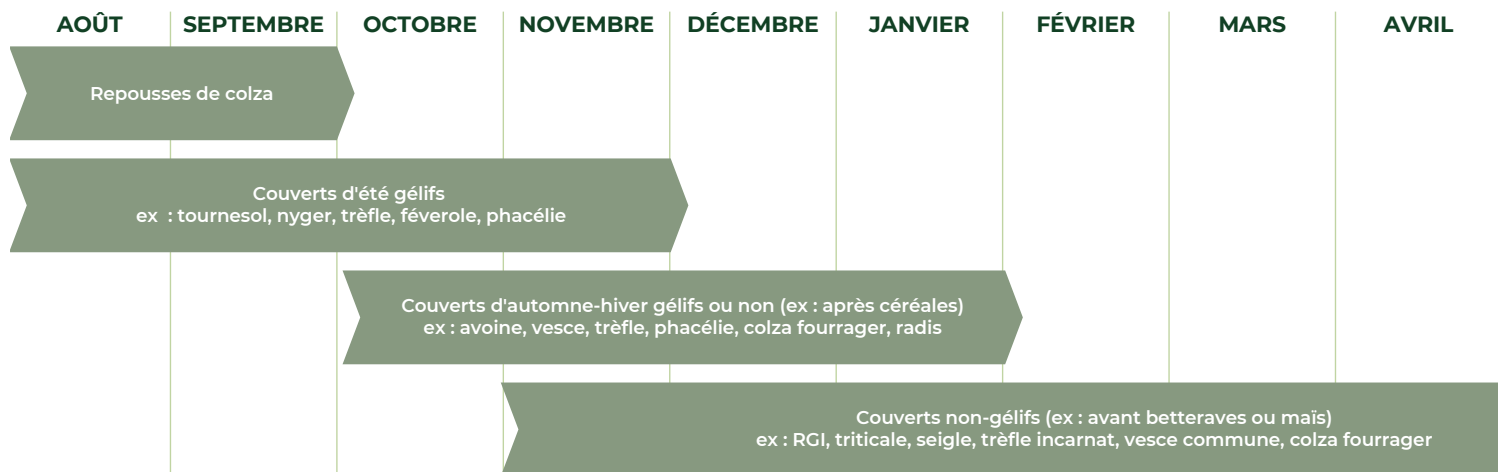 AOÛT SEPTEMBRE OCTOBRE NOVEMBRE DÉCEMBRE JANVIER FÉVRIER MARS AVRIL
Repousses de colza
Couverts d'été gélifs
ex : tournesol, nyger, trèfle, féverole, phacélie
Couverts d'automne-hiver gélifs ou non (ex : après céréales)
ex : avoine, vesce, trèfle, phacélie, colza fourrager, radis
Couverts non-gélifs (ex : avant betteraves ou maïs)
ex : RGI, triticale, seigle, trèfle incarnat, vesce commune, colza fourrager